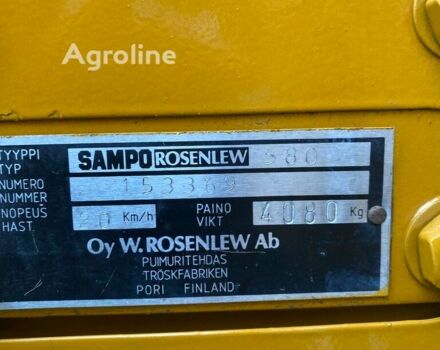 Agroline
TYYPPI
TYP SAMPO ROSENLEW 580
NUMERO
NUMMER 153369
NOPEUS
HAST. 20 Km/h PAINO
VIKT 4080 Kg
Oy W. ROSENLEW Ab
PUIMURITEHDAS
TRÖSKFABRIKEN
PORI FINLAND